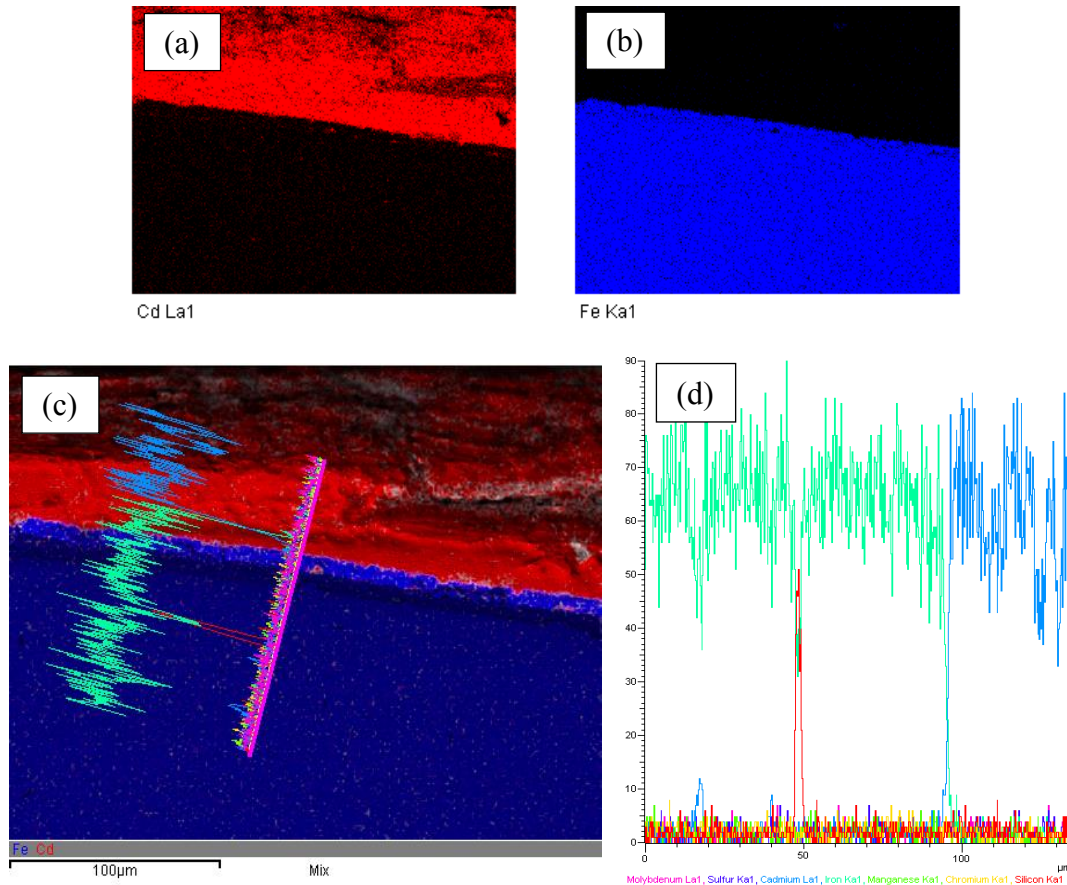 (a)
(b)
Cd La1
Fe Ka1
(c)
Fe Cd
100µm
Mix
(d)
90
80
70
60
50
40
30
20
10
0
0
50
100
µm
Molybdenum La1, Sulfur Ka1, Cadmium La1, Iron Ka1, Manganese Ka1, Chromium Ka1, Silicon Ka1